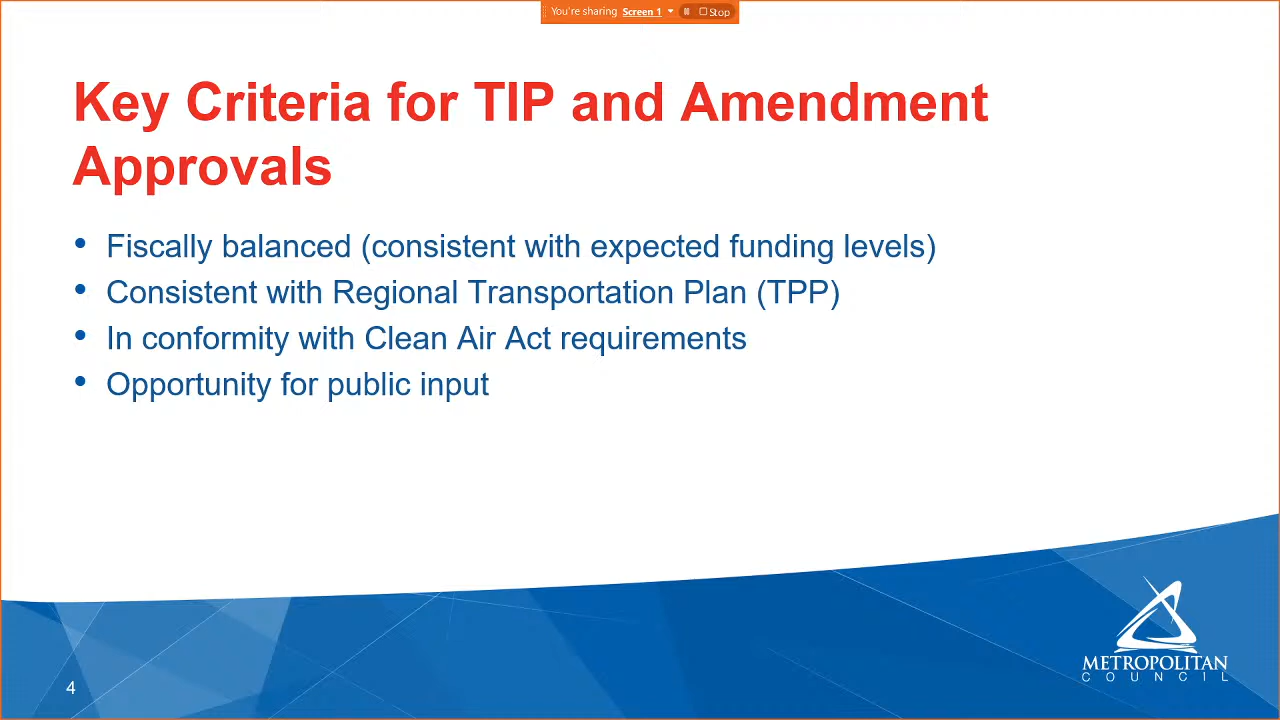 You're sharing Screen 1 Stop
Key Criteria for TIP and Amendment
Approvals
• Fiscally balanced (consistent with expected funding levels)
• Consistent with Regional Transportation Plan (TPP)
• In conformity with Clean Air Act requirements
• Opportunity for public input
METROPOLITAN
COUNCIL
4